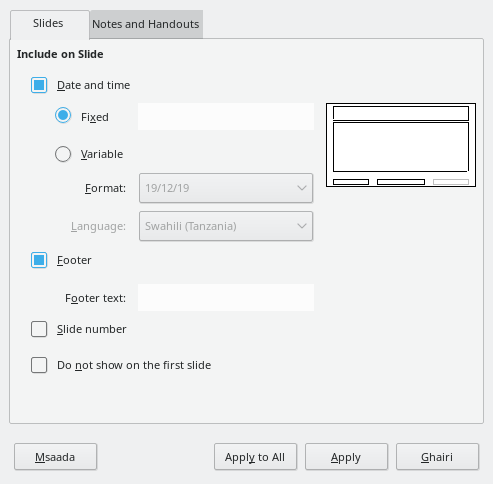 Slides
Notes and Handouts
Include on Slide
Date and time
Fixed
Variable
Format:
19/12/19
Language:
Swahili (Tanzania)
Footer
Footer text:
Slide number
Do not show on the first slide
Msaada
Apply to All
Apply
Ghairi